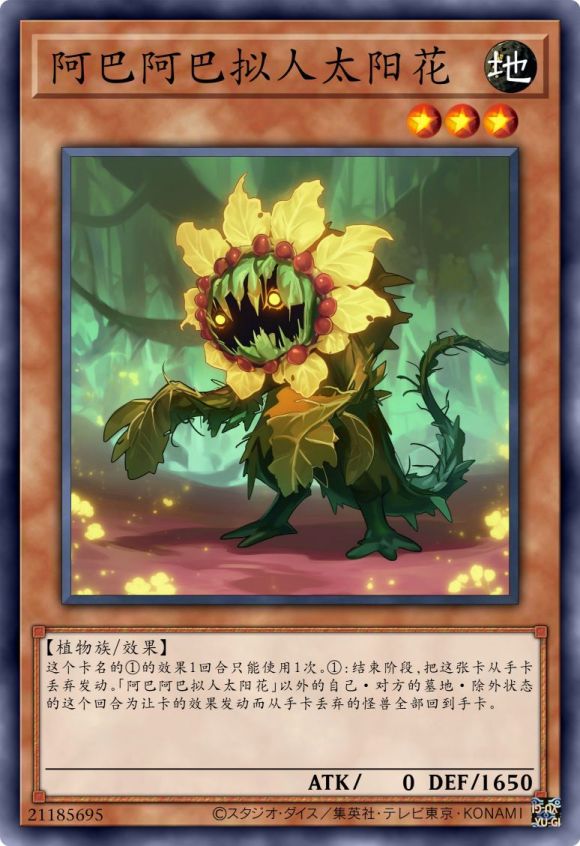 阿巴阿巴拟人太阳花
地
【植物族/效果】
这个卡名的①的效果1回合只能使用1次。①:结束阶段,把这张卡从手卡
丢弃发动。「阿巴阿巴拟人太阳花」以外的自己·对方的墓地·除外状态
的这个回合为让卡的效果发动而从手卡丢弃的怪兽全部回到手卡。
ATK/ 0 DEF/1650
21185695 ©スタジオ・ダイス/集英社・テレビ東京・KONAMI